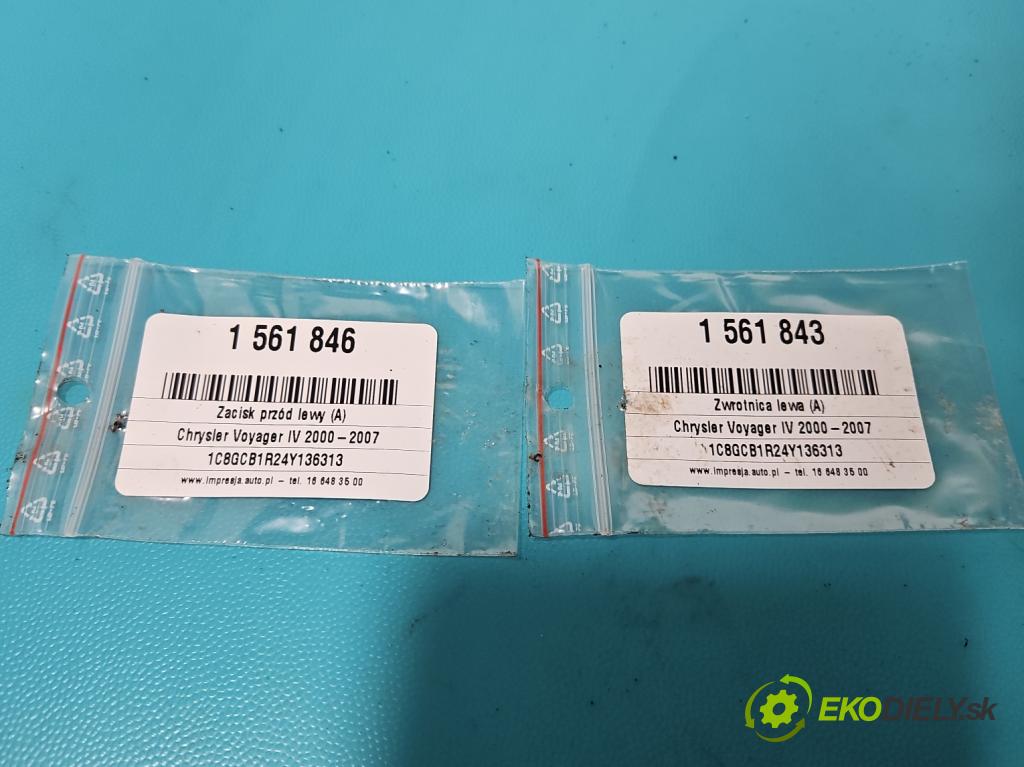 1 561 846
Zacisk przód lewy (A)
Chrysler Voyager IV 2000 – 2007
1C8GCB1R24Y136313
www.impresja.auto.pl – tel. 16 648 35 00
1 561 843
Zwrotnica lewa (A)
Chrysler Voyager IV 2000 – 2007
1C8GCB1R24Y136313
www.impresja.auto.pl – tel. 16 648 35 00
EKODIELY.sk